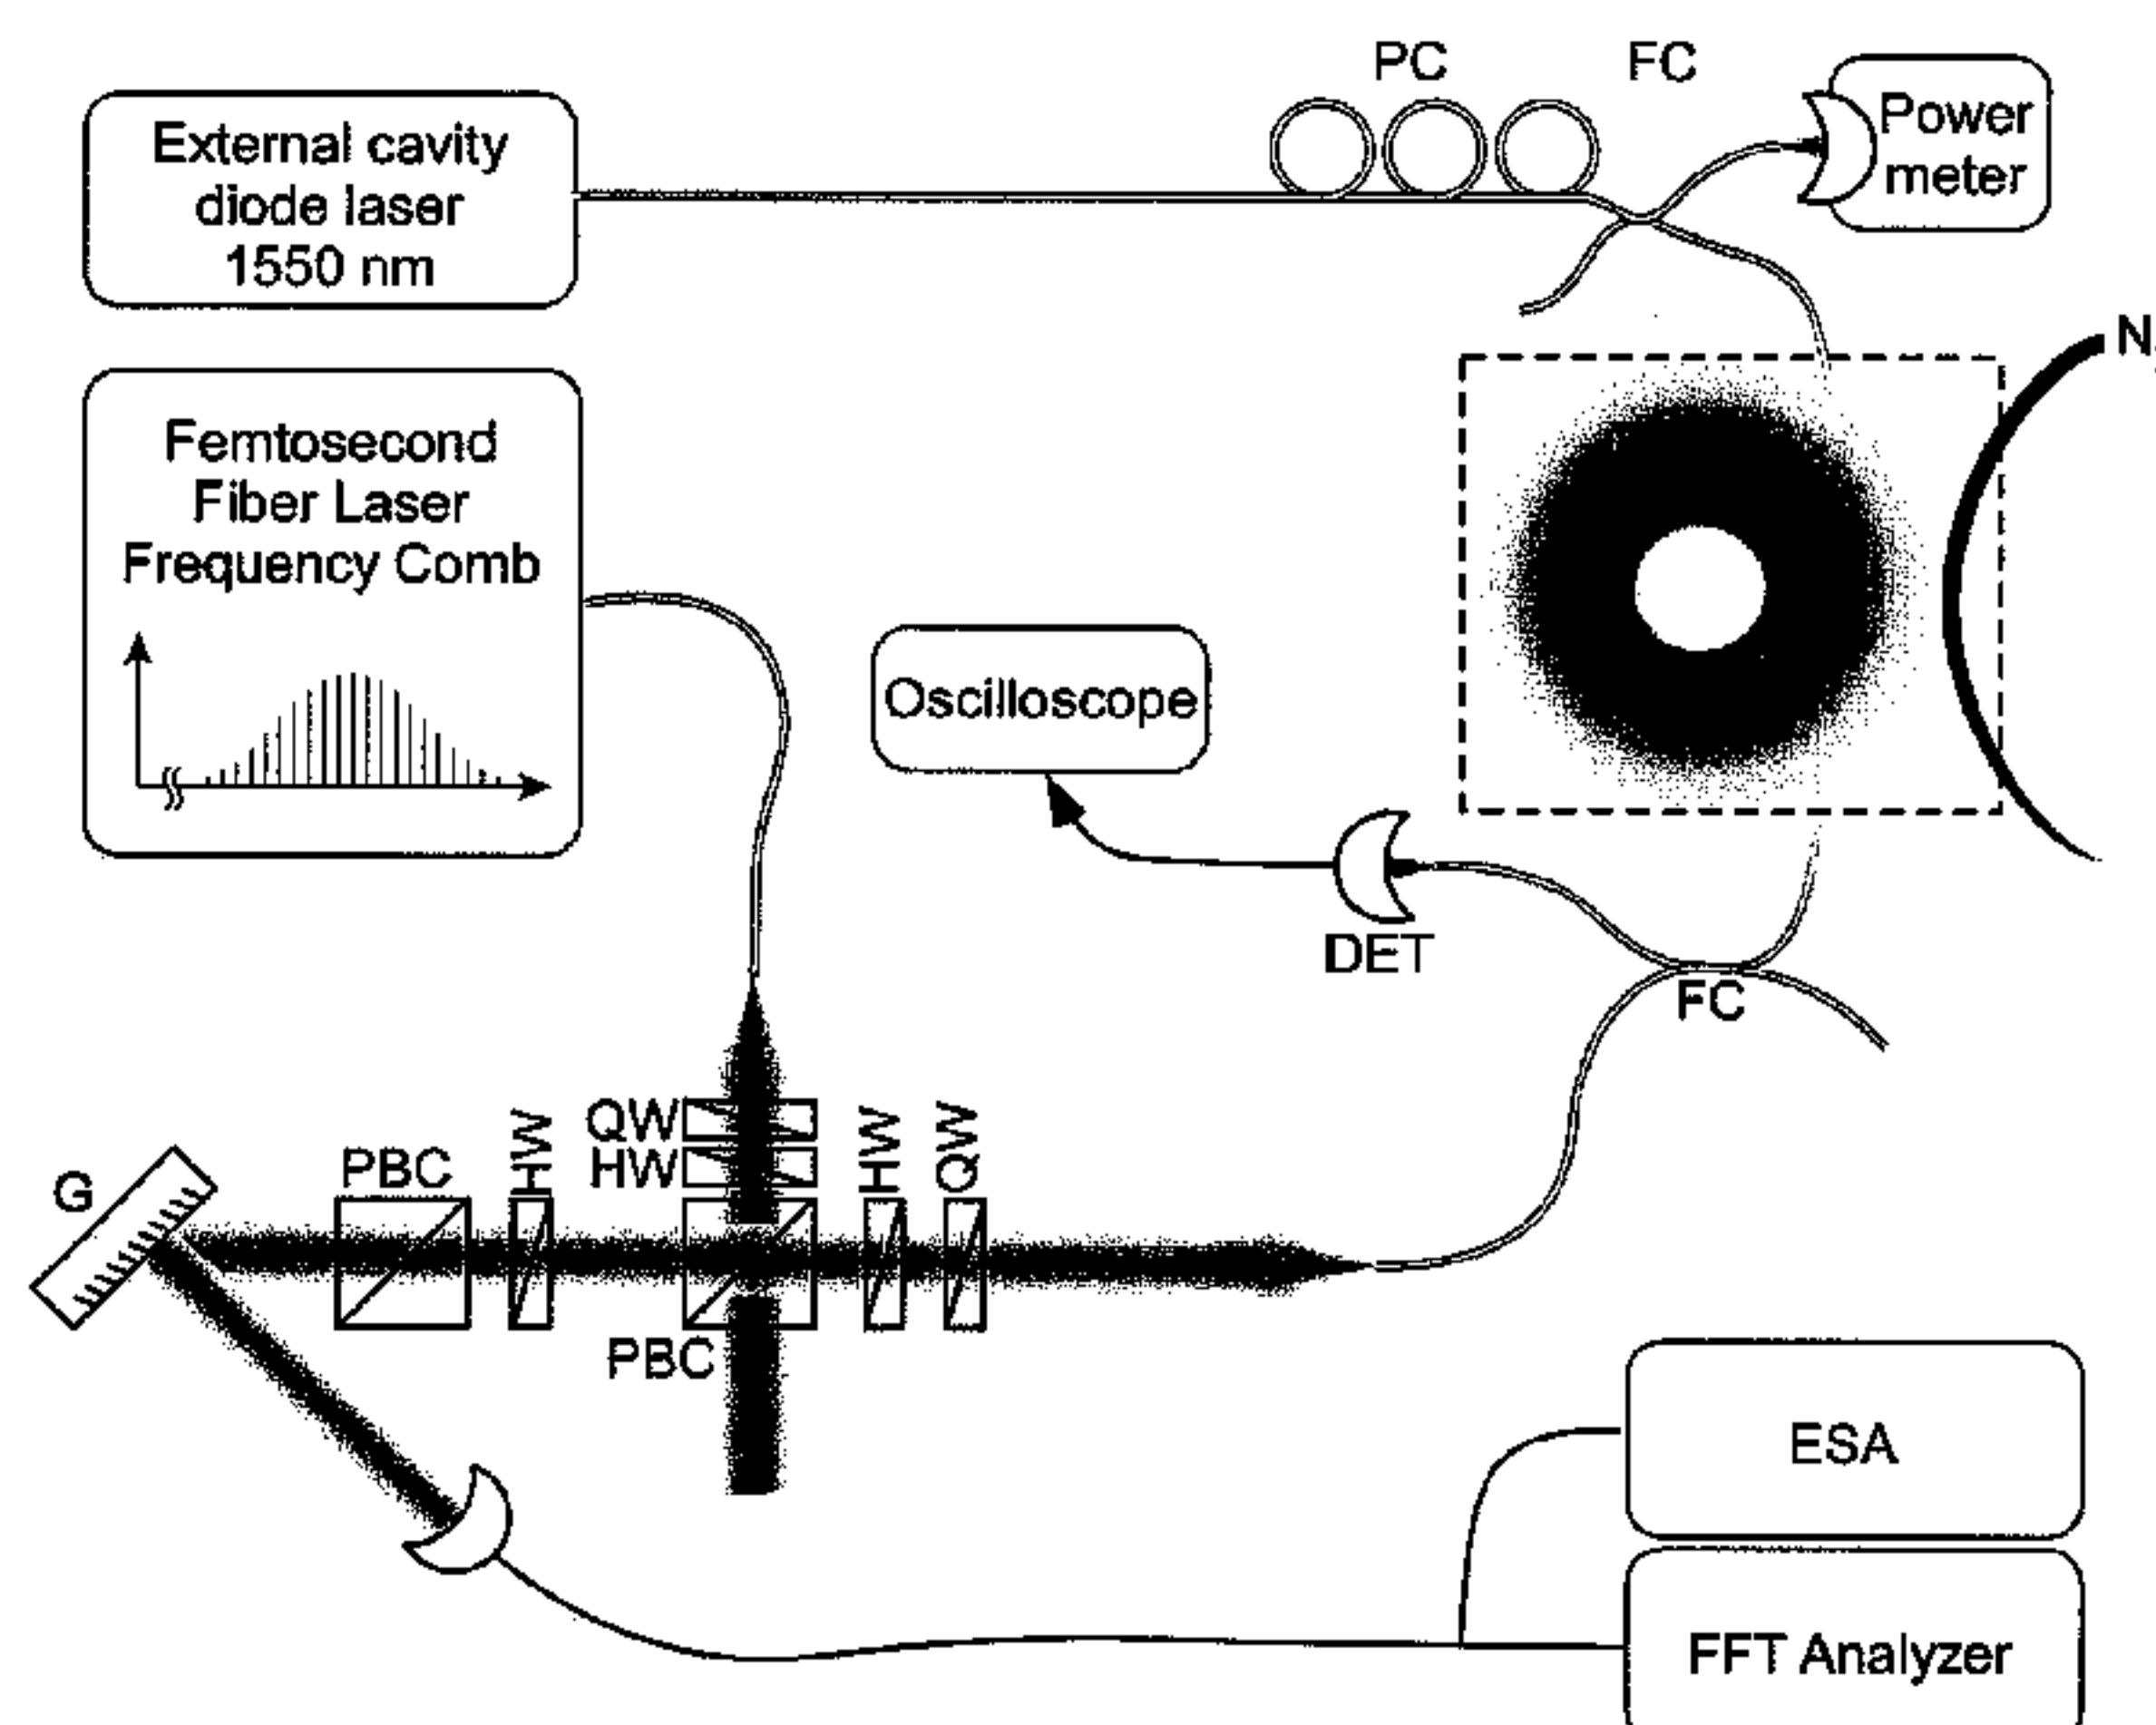 PC
FC
External cavity
diode laser
1550 nm
Power
meter
N
Femtosecond
Fiber Laser
Frequency Comb
Oscilloscope
DET
FC
QW
HW
HW
HW
QW
G
PBC
PBC
ESA
FFT Analyzer